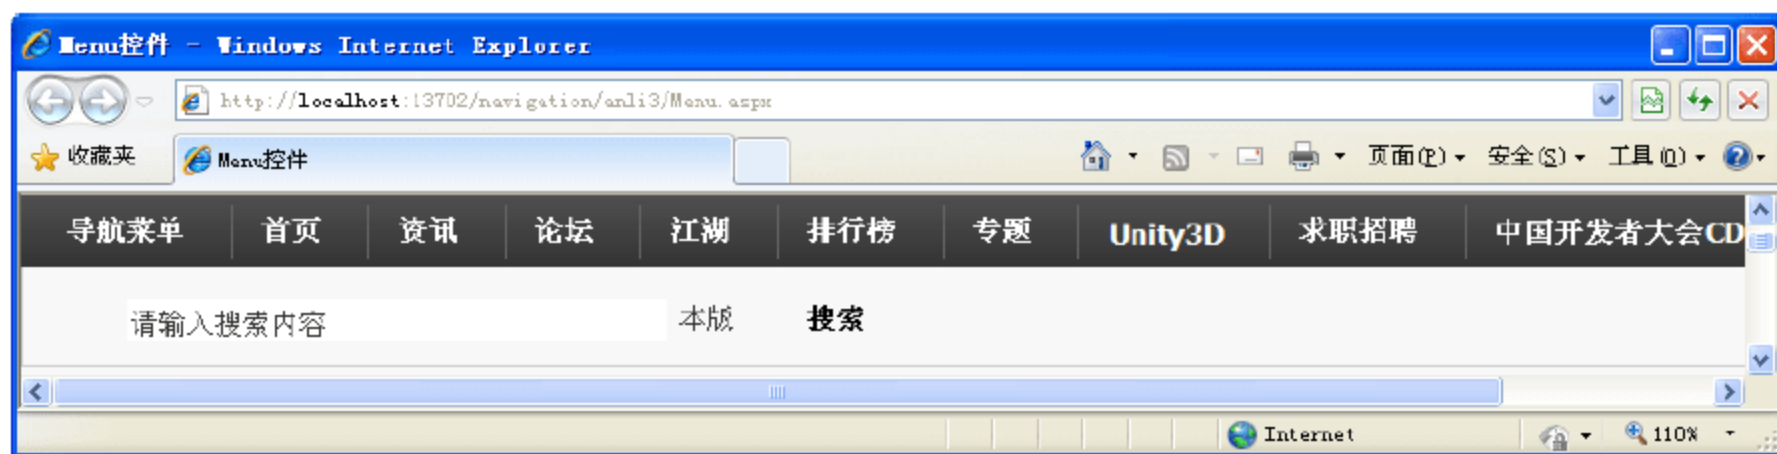 Menu控件 - Windows Internet Explorer
http://localhost:13702/navigation/anli3/Menu.aspx
收藏夹 Menu控件 页面(P) 安全(S) 工具(O)
导航菜单 首页 资讯 论坛 江湖 排行榜 专题 Unity3D 求职招聘 中国开发者大会CD
请输入搜索内容 本版 搜索
Internet 110%